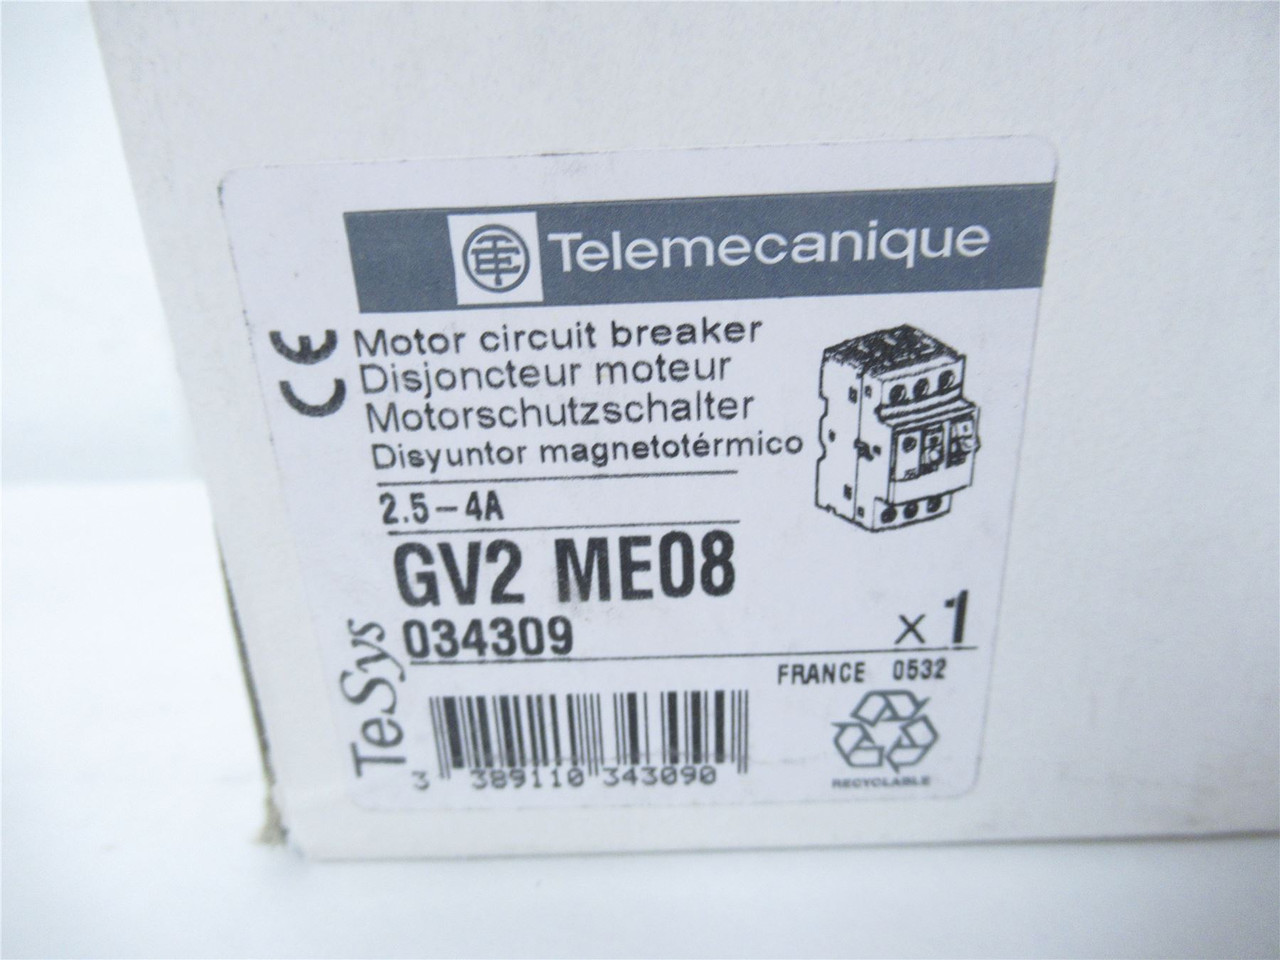 Telemecanique
CE
Motor circuit breaker
Disjoncteur moteur
Motorschutzschalter
Disyuntor magnetotérmico
2.5-4A
GV2 ME08
034309
x 1
FRANCE 0532
TeSys
3 389110 343090
RECYCLABLE